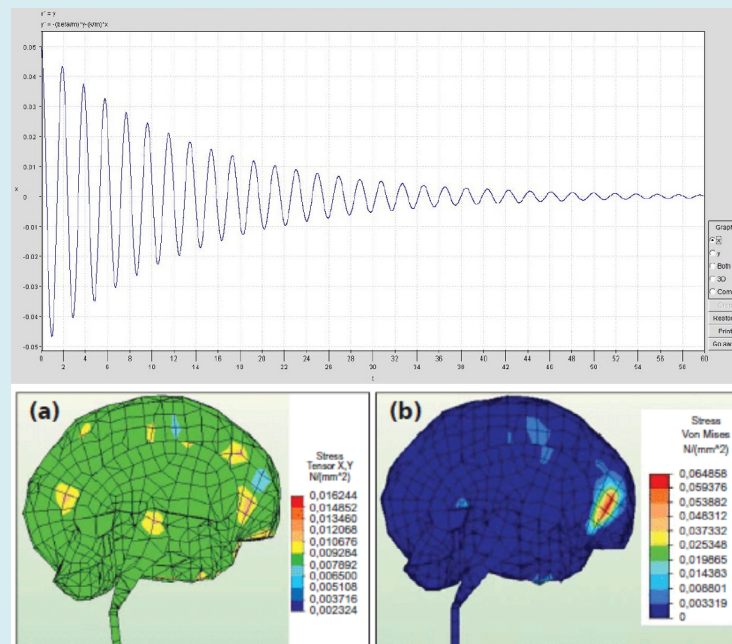 0.05
0.04
0.03
0.02
0.01
0
-0.01
-0.02
-0.03
-0.04
-0.05
x
0 2 4 6 8 10 12 14 16 18 20 22 24 26 28 30 32 34 36 38 40 42 44 46 48 50 52 54 56 58 60
t
Graph
x
y
Both
3D
Com
Print
Go aw
(a)
Stress
Tensor X,Y
N/(mm^2)
0,016244
0,014852
0,013460
0,012068
0,010676
0,009284
0,007892
0,006500
0,005108
0,003716
0,002324
(b)
Stress
Von Mises
N/(mm^2)
0,064858
0,059376
0,053882
0,048312
0,037332
0,025348
0,019865
0,014383
0,008801
0,003319
0